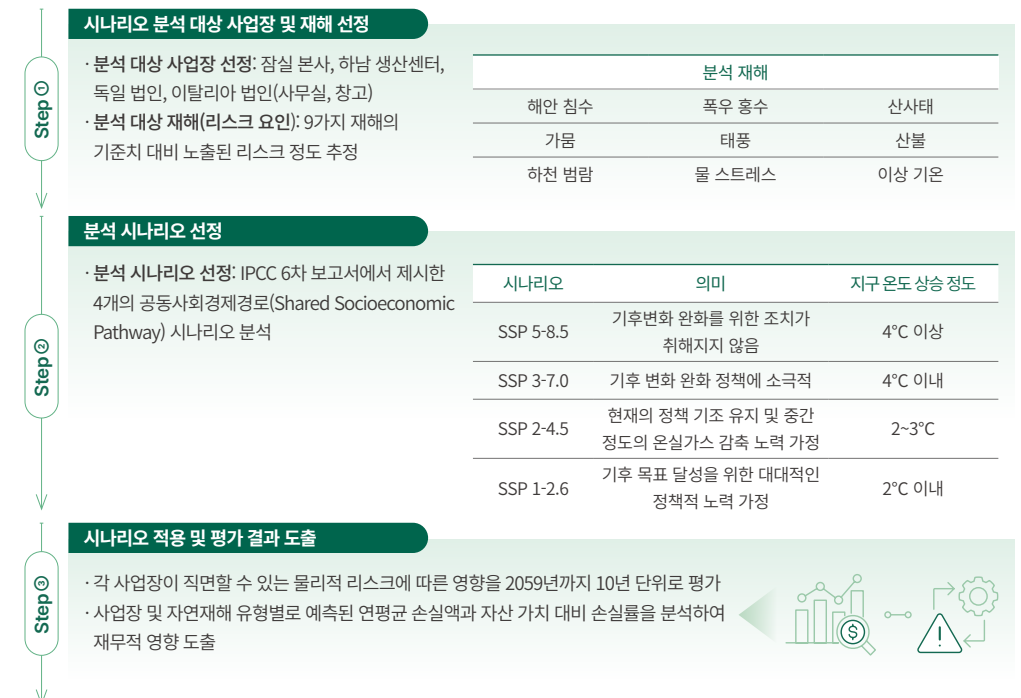 Step ①
시나리오 분석 대상 사업장 및 재해 선정
· 분석 대상 사업장 선정: 잠실 본사, 하남 생산센터,
독일 법인, 이탈리아 법인(사무실, 창고)
· 분석 대상 재해(리스크 요인): 9가지 재해의
기준치 대비 노출된 리스크 정도 추정
분석 재해
해안 침수 폭우 홍수 산사태
가뭄 태풍 산불
하천 범람 물 스트레스 이상 기온
Step ②
분석 시나리오 선정
· 분석 시나리오 선정: IPCC 6차 보고서에서 제시한
4개의 공동사회경제경로(Shared Socioeconomic
Pathway) 시나리오 분석
시나리오 의미 지구 온도 상승 정도
SSP 5-8.5 기후변화 완화를 위한 조치가
취해지지 않음 4°C 이상
SSP 3-7.0 기후 변화 완화 정책에 소극적 4°C 이내
SSP 2-4.5 현재의 정책 기조 유지 및 중간
정도의 온실가스 감축 노력 가정 2~3°C
SSP 1-2.6 기후 목표 달성을 위한 대대적인
정책적 노력 가정 2°C 이내
Step ③
시나리오 적용 및 평가 결과 도출
· 각 사업장이 직면할 수 있는 물리적 리스크에 따른 영향을 2059년까지 10년 단위로 평가
· 사업장 및 자연재해 유형별로 예측된 연평균 손실액과 자산 가치 대비 손실률을 분석하여
재무적 영향 도출
$
!